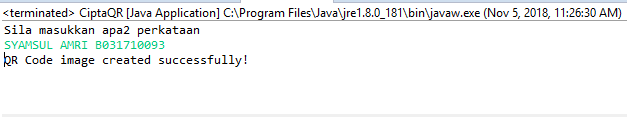 <terminated> CiptaQR [Java Application] C:\Program Files\Java\jre1.8.0_181\bin\javaw.exe (Nov 5, 2018, 11:26:30 AM)
Sila masukkan apa2 perkataan
SYAMSUL AMRI B031710093
QR Code image created successfully!